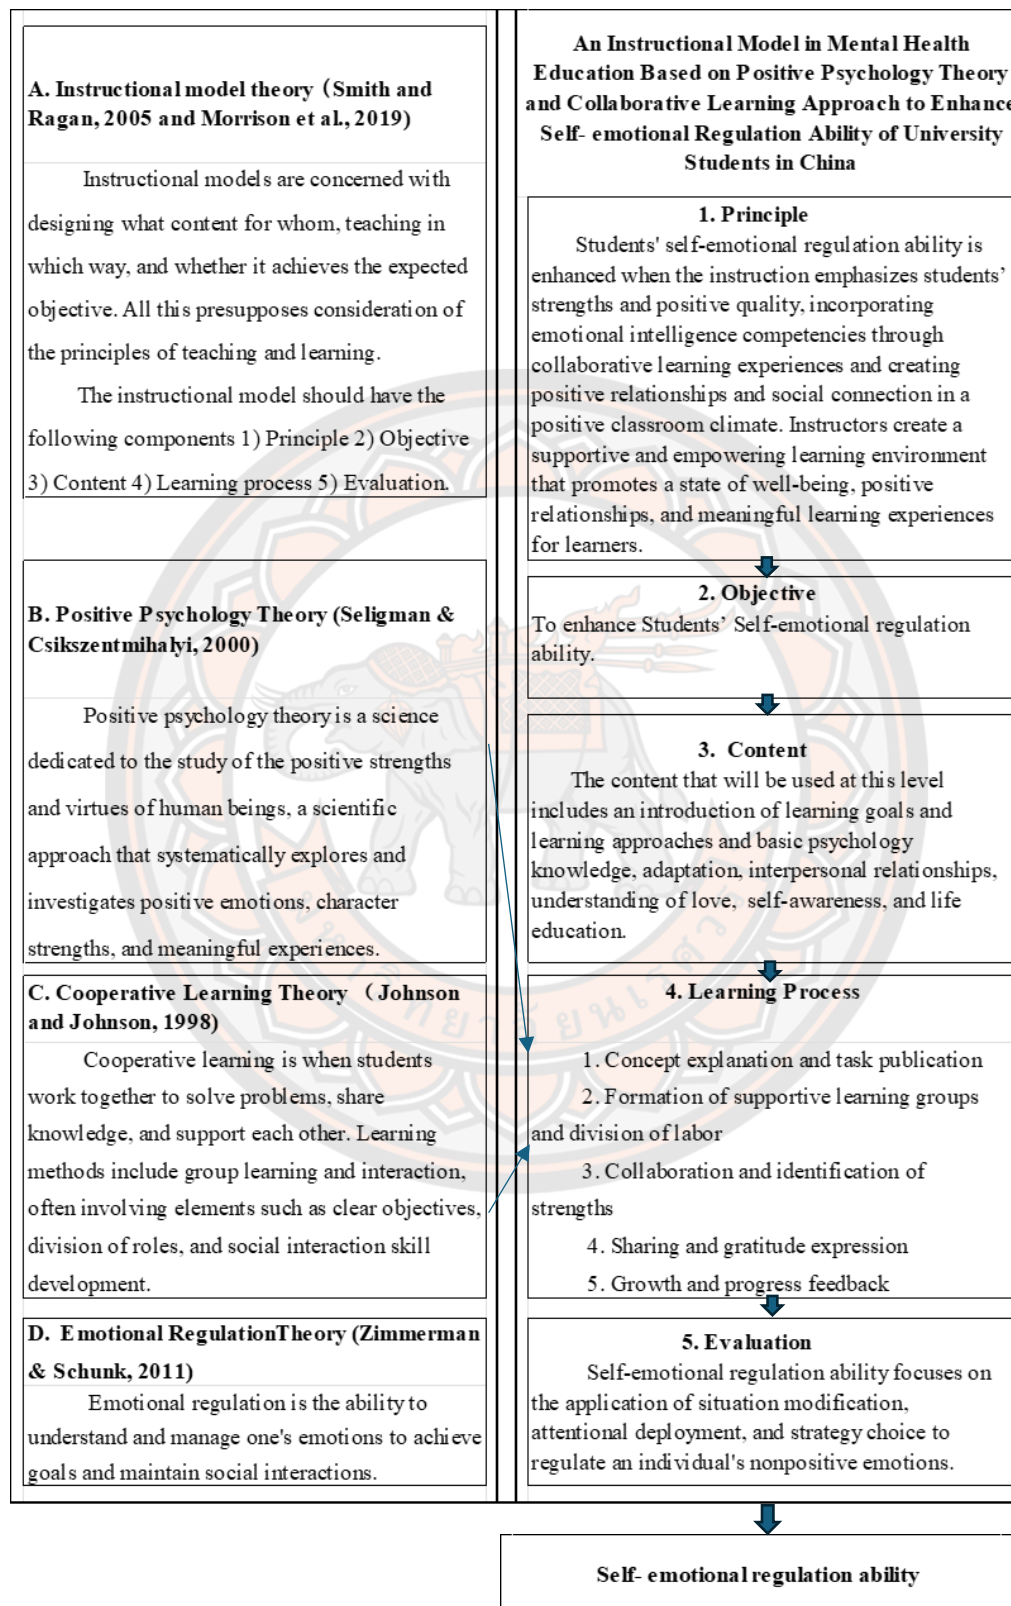 A. Instructional model theory (Smith and
Ragan, 2005 and Morrison et al., 2019)
Instructional models are concerned with
designing what content for whom, teaching in
which way, and whether it achieves the expected
objective. All this presupposes consideration of
the principles of teaching and learning.
The instructional model should have the
following components 1) Principle 2) Objective
3) Content 4) Learning process 5) Evaluation.
B. Positive Psychology Theory (Seligman &
Csikszentmihalyi, 2000)
Positive psychology theory is a science
dedicated to the study of the positive strengths
and virtues of human beings, a scientific
approach that systematically explores and
investigates positive emotions, character
strengths, and meaningful experiences.
C. Cooperative Learning Theory (Johnson
and Johnson, 1998)
Cooperative learning is when students
work together to solve problems, share
knowledge, and support each other. Learning
methods include group learning and interaction,
often involving elements such as clear objectives,
division of roles, and social interaction skill
development.
D. Emotional RegulationTheory (Zimmerman
& Schunk, 2011)
Emotional regulation is the ability to
understand and manage one's emotions to achieve
goals and maintain social interactions.
An Instructional Model in Mental Health
Education Based on Positive Psychology Theory
and Collaborative Learning Approach to Enhance
Self- emotional Regulation Ability of University
Students in China
1. Principle
Students' self-emotional regulation ability is
enhanced when the instruction emphasizes students’
strengths and positive quality, incorporating
emotional intelligence competencies through
collaborative learning experiences and creating
positive relationships and social connection in a
positive classroom climate. Instructors create a
supportive and empowering learning environment
that promotes a state of well-being, positive
relationships, and meaningful learning experiences
for learners.
2. Objective
To enhance Students’ Self-emotional regulation
ability.
3. Content
The content that will be used at this level
includes an introduction of learning goals and
learning approaches and basic psychology
knowledge, adaptation, interpersonal relationships,
understanding of love, self-awareness, and life
education.
4. Learning Process
1. Concept explanation and task publication
2. Formation of supportive learning groups
and division of labor
3. Collaboration and identification of
strengths
4. Sharing and gratitude expression
5. Growth and progress feedback
5. Evaluation
Self-emotional regulation ability focuses on
the application of situation modification,
attentional deployment, and strategy choice to
regulate an individual's nonpositive emotions.
Self- emotional regulation ability